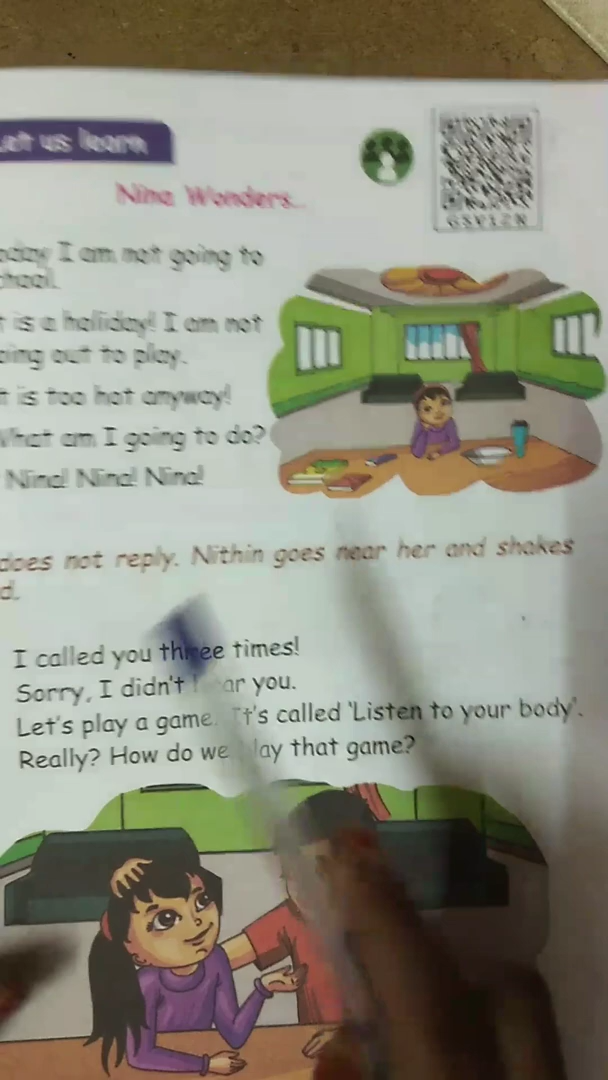 Let us learn
Nina Wonders...
G5V1ZN
oday I am not going to
chool.
t is a holiday! I am not
oing out to play.
t is too hot anyway!
What am I going to do?
Nina! Nina! Nina!
does not reply. Nithin goes near her and shakes
d.
I called you three times!
Sorry, I didn't ar you.
Let's play a game. It's called 'Listen to your body'.
Really? How do we lay that game?